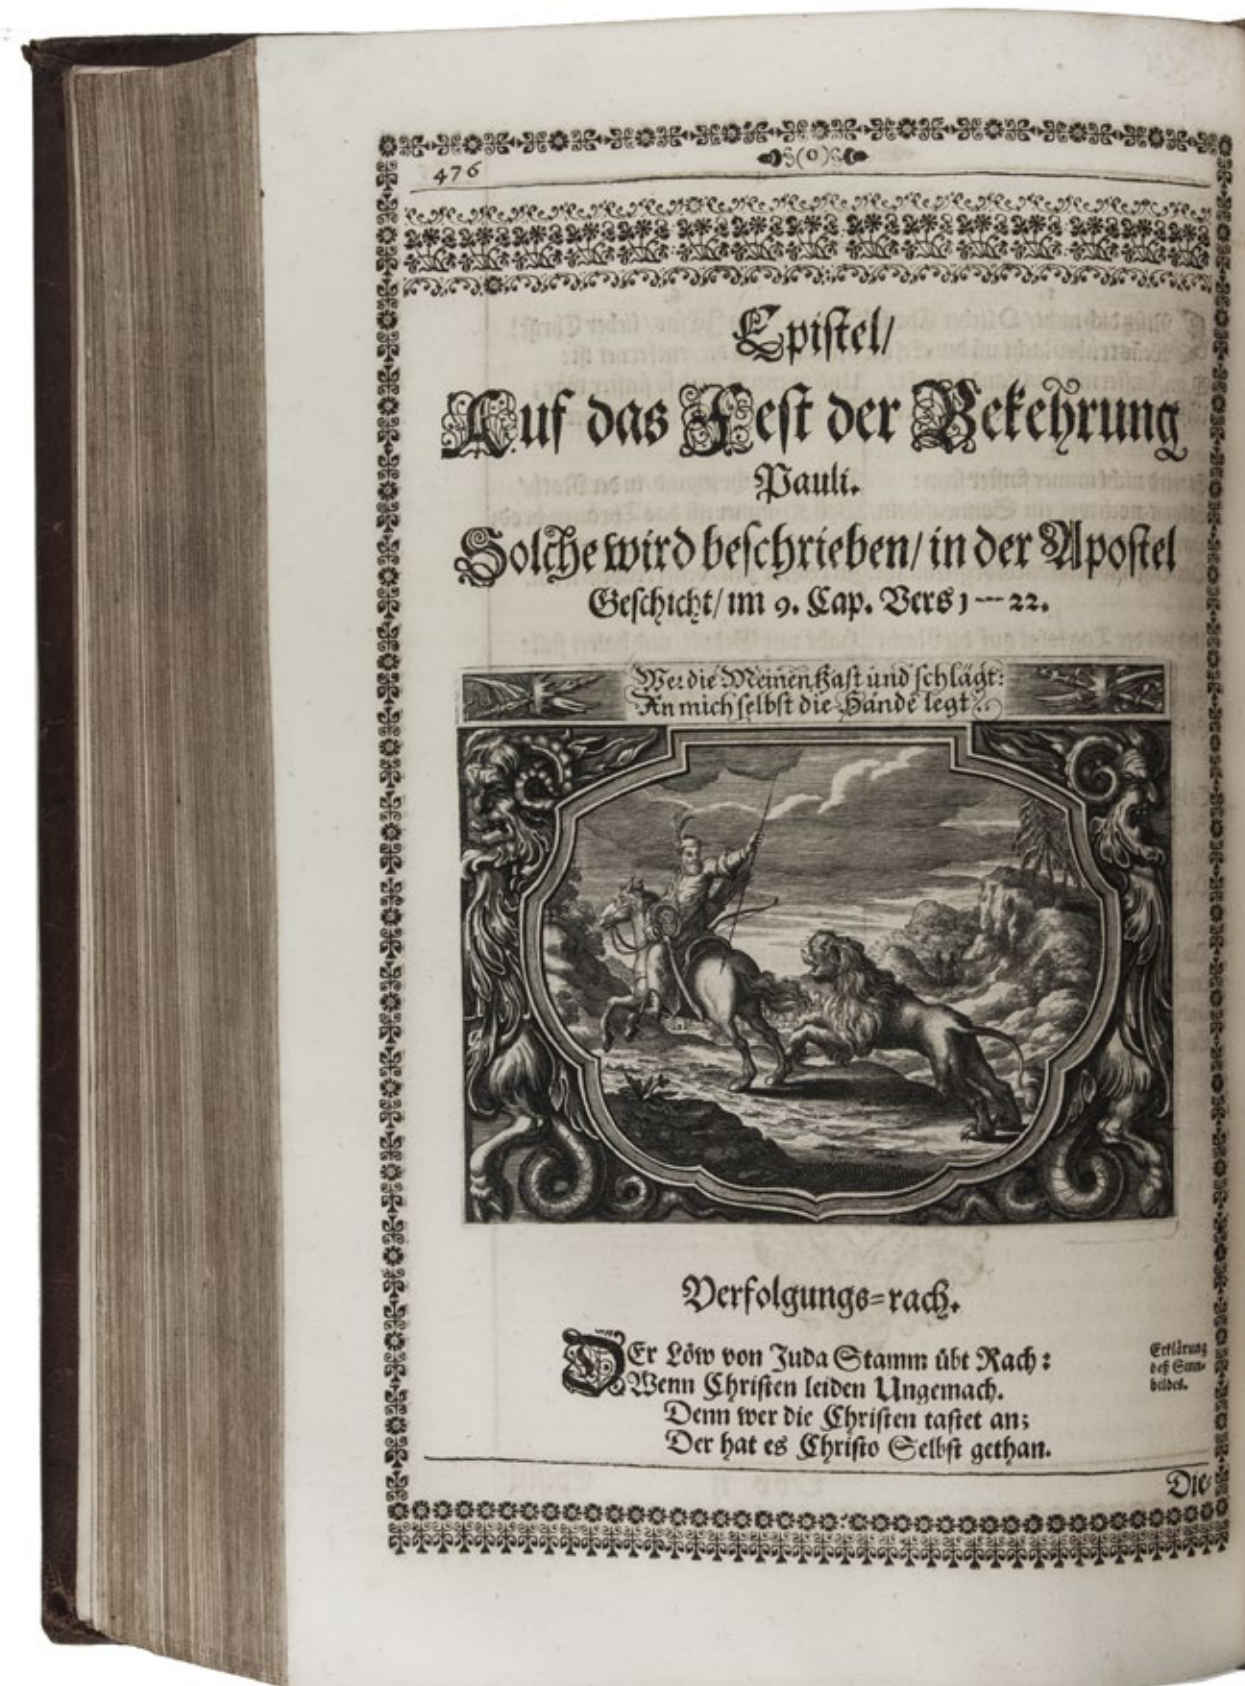 476
(o)
Epistel/
Auf das Fest der Bekehrung
Pauli.
Solche wird beschrieben/ in der Apostel
Geschicht/ im 9. Cap. Vers 1---22.
Wer die Meinen hast und schlägt:
An mich selbst die Hände legt.
Verfolgungs=rach.
DEr Löw von Juda Stamm übt Rach:
Wenn Christen leiden Ungemach.
Denn wer die Christen tastet an;
Der hat es Christo Selbst gethan.
Erklärung
deß Sinn-
bildes.
Die